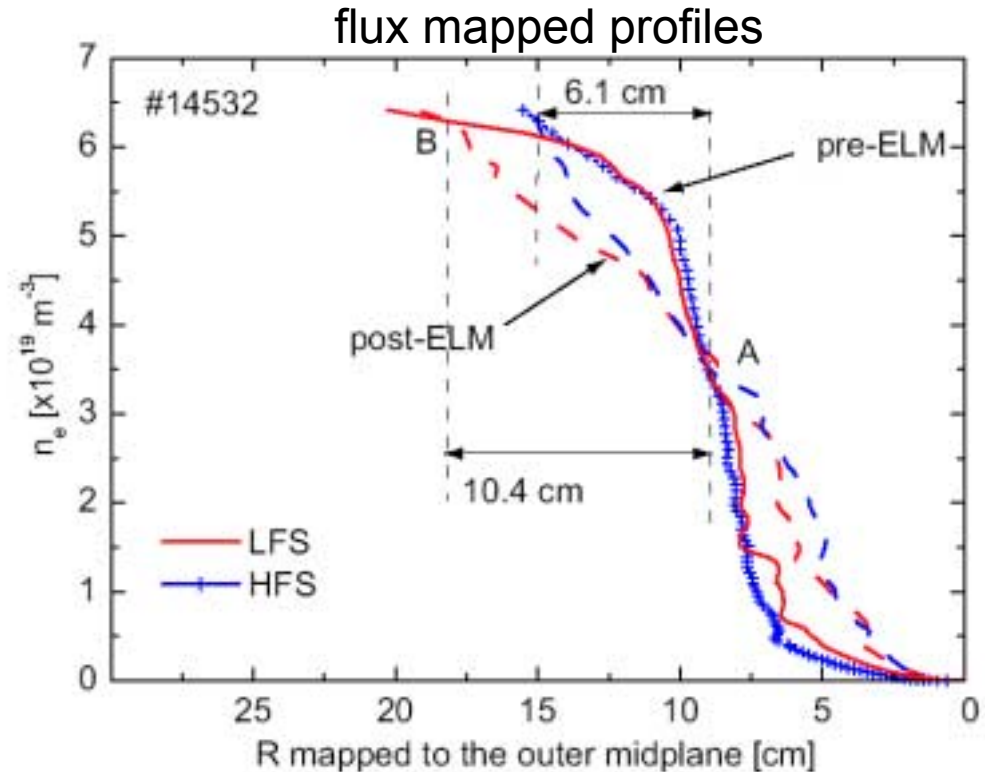 flux mapped profiles
7
6
5
4
3
2
1
0
n_e [x10^19 m^-3]
#14532
6.1 cm
B
pre-ELM
post-ELM
A
10.4 cm
LFS
HFS
25 20 15 10 5 0
R mapped to the outer midplane [cm]